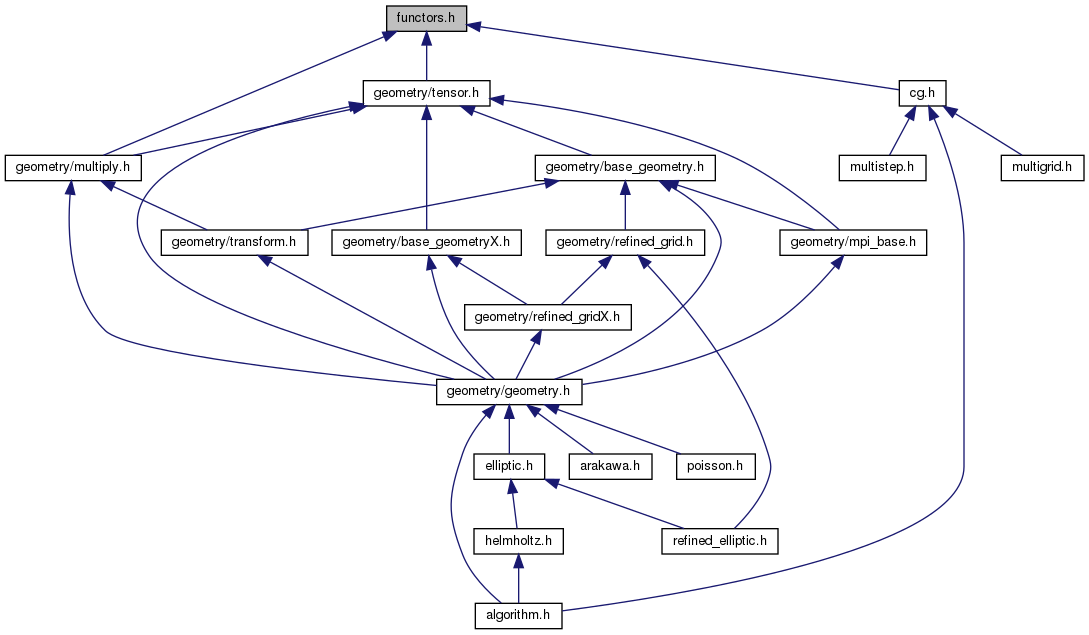 functors.h
geometry/tensor.h
cg.h
geometry/multiply.h
geometry/base_geometry.h
multistep.h
multigrid.h
geometry/transform.h
geometry/base_geometryX.h
geometry/refined_grid.h
geometry/mpi_base.h
geometry/refined_gridX.h
geometry/geometry.h
elliptic.h
arakawa.h
poisson.h
helmholtz.h
refined_elliptic.h
algorithm.h